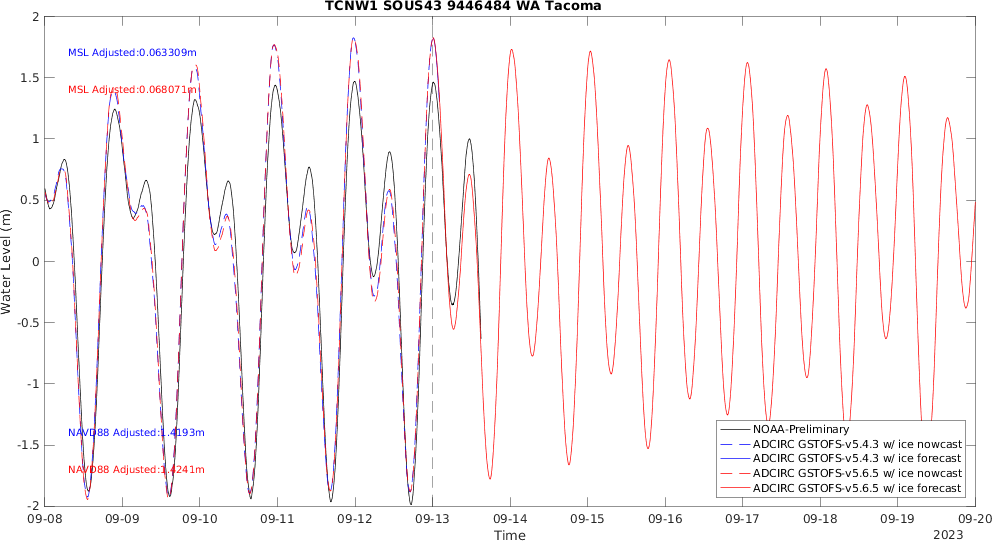 TCNW1 SOUS43 9446484 WA Tacoma
2
1.5
1
0.5
0
-0.5
-1
-1.5
-2
Water Level (m)
MSL Adjusted:0.063309m
MSL Adjusted:0.068071m
NAVD88 Adjusted:1.4193m
NAVD88 Adjusted:1.4241m
NOAA-Preliminary
ADCIRC GSTOFS-v5.4.3 w/ ice nowcast
ADCIRC GSTOFS-v5.4.3 w/ ice forecast
ADCIRC GSTOFS-v5.6.5 w/ ice nowcast
ADCIRC GSTOFS-v5.6.5 w/ ice forecast
09-08 09-09 09-10 09-11 09-12 09-13 09-14 09-15 09-16 09-17 09-18 09-19 09-20
Time
2023